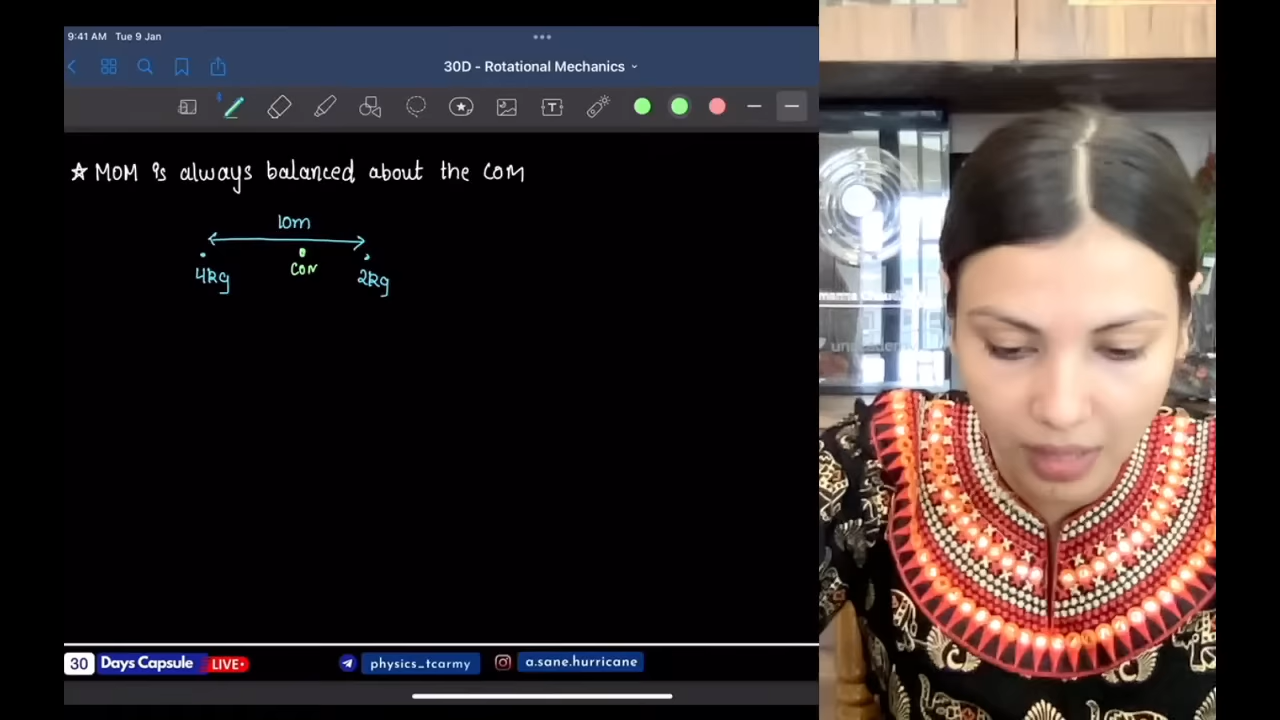 9:41 AM Tue 9 Jan
30D - Rotational Mechanics
☆ MOM is always balanced about the COM
10m
4kg
COM
2kg
30 Days Capsule LIVE
physics_tcarmy
a.sane.hurricane